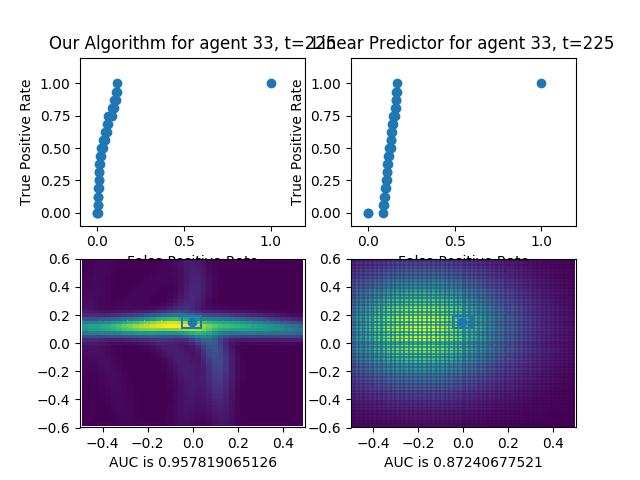 Our Algorithm for agent 33, t=225
Linear Predictor for agent 33, t=225
True Positive Rate
1.00
0.75
0.50
0.25
0.00
0.0 0.5 1.0
False Positive Rate
True Positive Rate
1.00
0.75
0.50
0.25
0.00
0.0 0.5 1.0
0.6
0.4
0.2
0.0
−0.2
−0.4
−0.6
−0.4 −0.2 0.0 0.2 0.4
AUC is 0.957819065126
0.6
0.4
0.2
0.0
−0.2
−0.4
−0.6
−0.4 −0.2 0.0 0.2 0.4
AUC is 0.87240677521